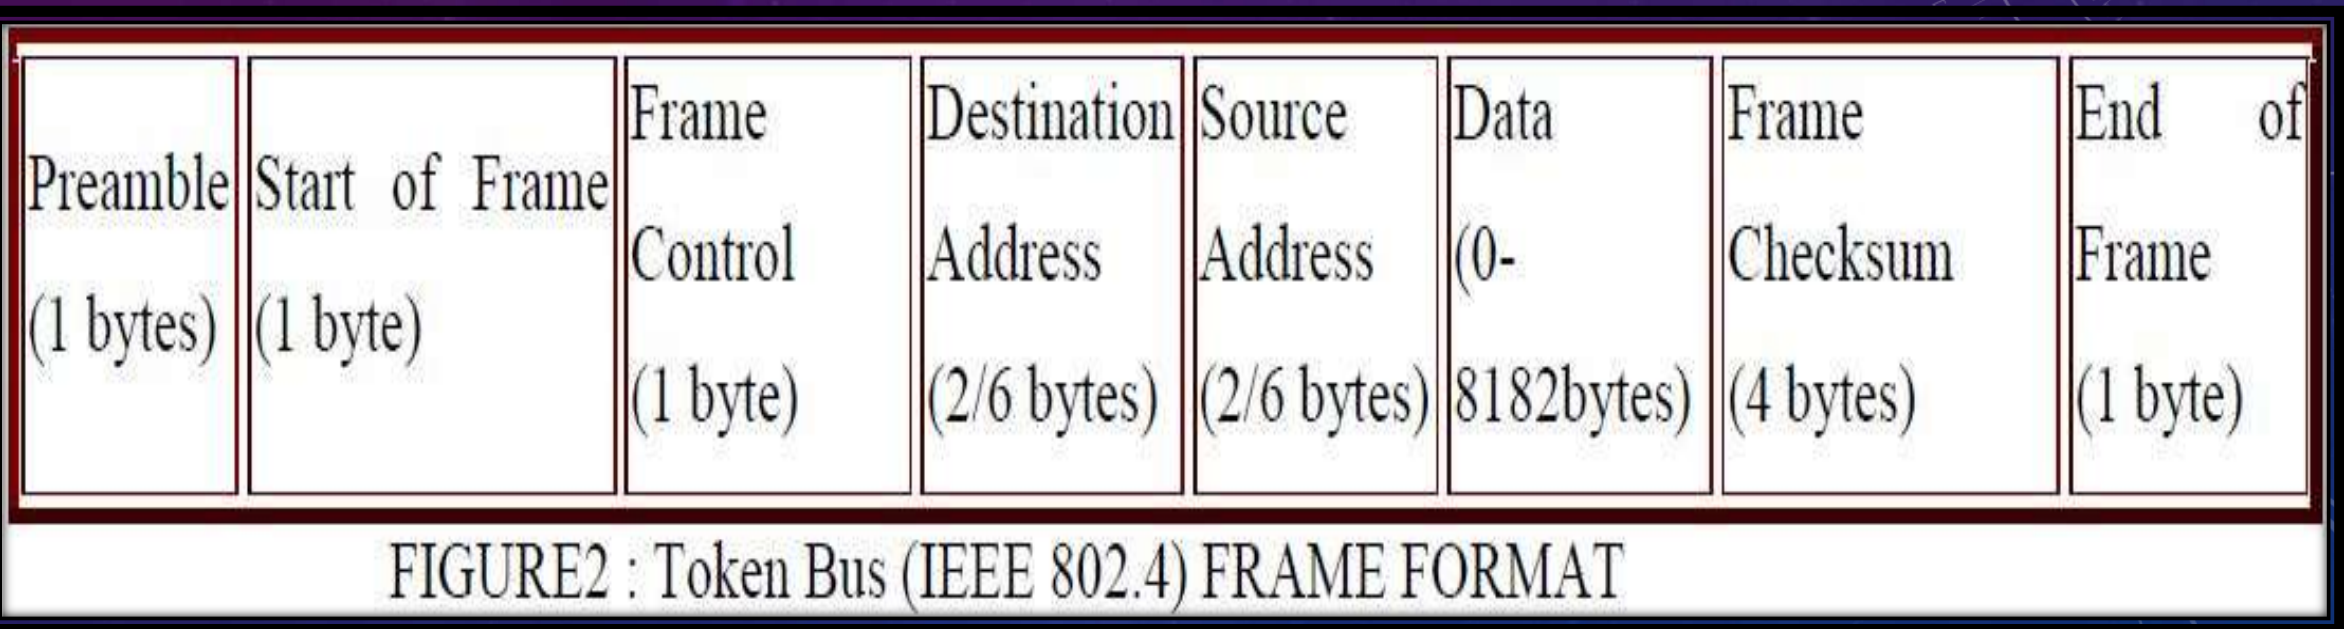 Preamble
(1 bytes)
Start of Frame
(1 byte)
Frame
Control
(1 byte)
Destination
Address
(2/6 bytes)
Source
Address
(2/6 bytes)
Data
(0-
8182bytes)
Frame
Checksum
(4 bytes)
End of
Frame
(1 byte)
FIGURE2 : Token Bus (IEEE 802.4) FRAME FORMAT